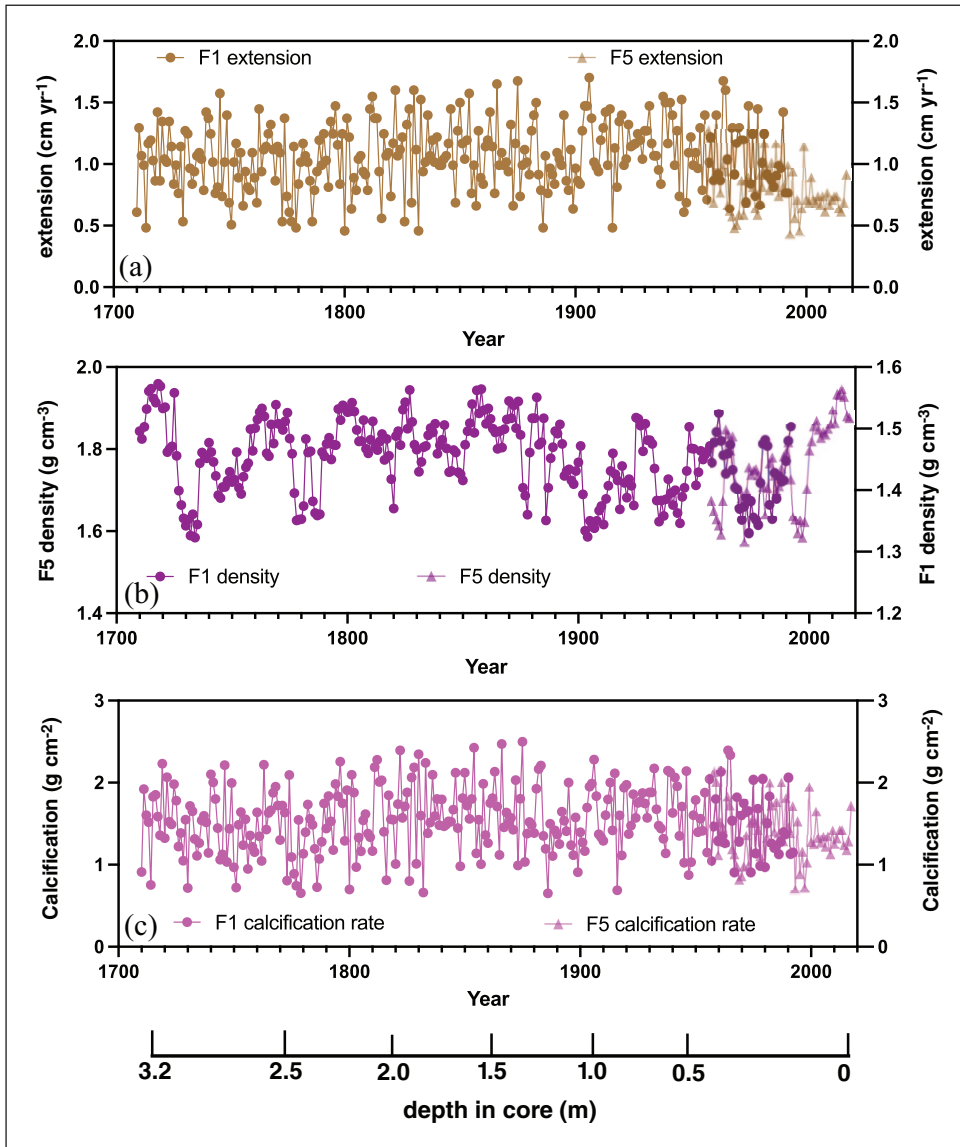 F1 extension F5 extension
2.0 2.0
1.5 1.5
1.0 1.0
0.5 0.5
0.0 0.0
extension (cm yr⁻¹) extension (cm yr⁻¹)
(a)
1700 1800 1900 2000
Year
2.0 1.6
1.8 1.5
1.4
1.6 1.3
1.4 1.2
F5 density (g cm⁻³) F1 density (g cm⁻³)
F1 density F5 density
(b)
1700 1800 1900 2000
Year
3 3
2 2
1 1
0 0
Calcification (g cm⁻²) Calcification (g cm⁻²)
(c)
F1 calcification rate F5 calcification rate
1700 1800 1900 2000
Year
3.2 2.5 2.0 1.5 1.0 0.5 0
depth in core (m)